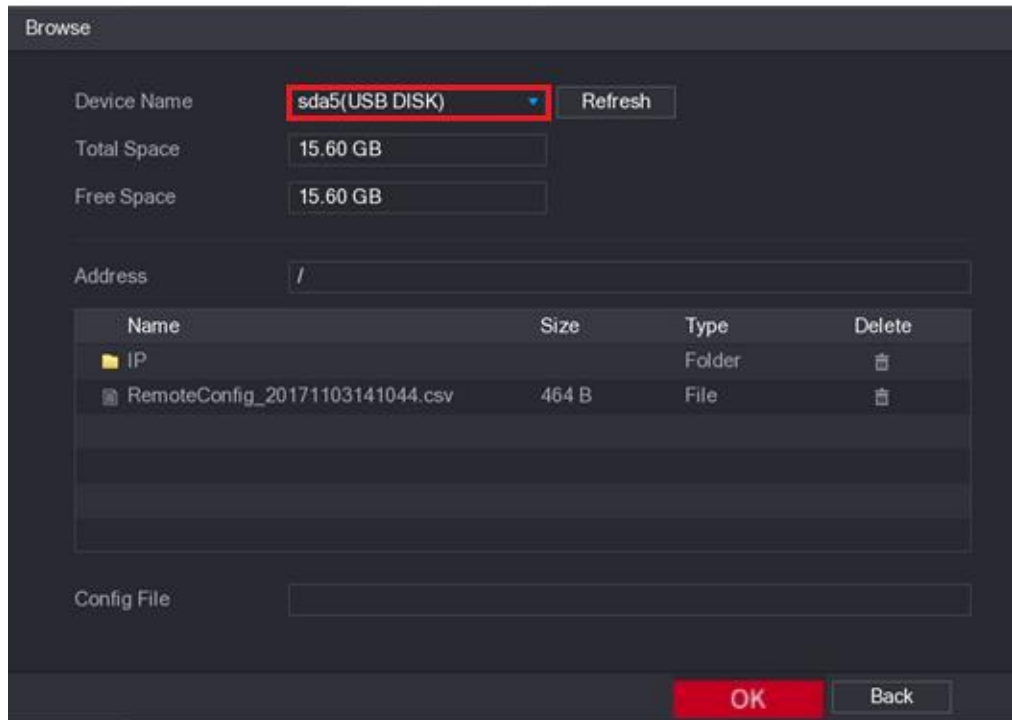 Browse
Device Name sda5(USB DISK) Refresh
Total Space 15.60 GB
Free Space 15.60 GB
Address /
Name Size Type Delete
IP Folder
RemoteConfig_20171103141044.csv 464 B File
Config File
OK Back